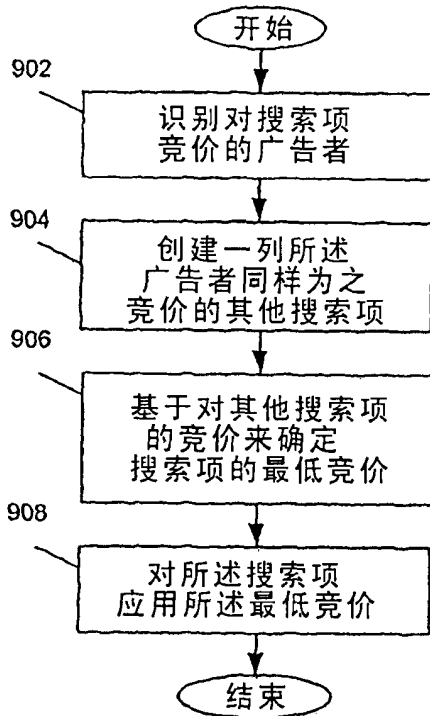 开始
902
识别对搜索项
竞价的广告者
904
创建一列所述
广告者同样为之
竞价的其他搜索项
906
基于对其他搜索项
的竞价来确定
搜索项的最低竞价
908
对所述搜索项
应用所述最低竞价
结束